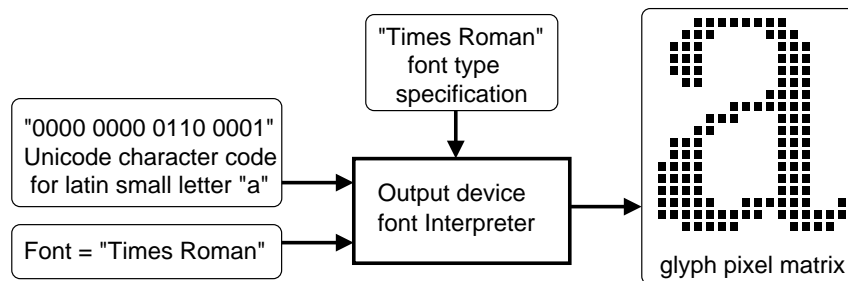 "Times Roman"
font type
specification
"0000 0000 0110 0001"
Unicode character code
for latin small letter "a"
Font = "Times Roman"
Output device
font Interpreter
a
glyph pixel matrix